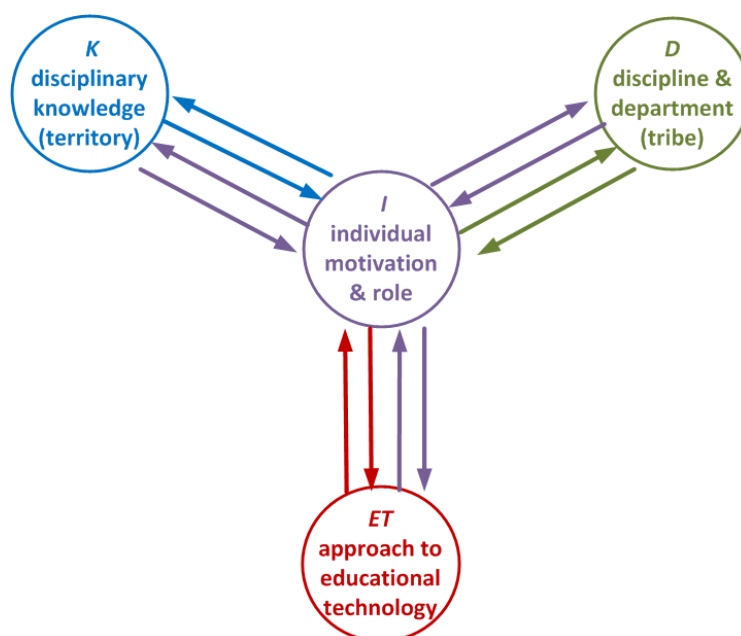 K
disciplinary
knowledge
(territory)
D
discipline &
department
(tribe)
I
individual
motivation
& role
ET
approach to
educational
technology